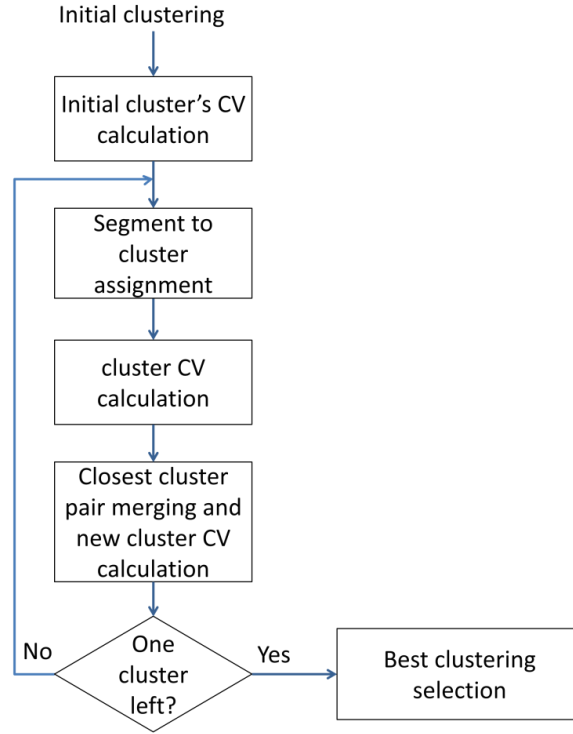 Initial clustering
Initial cluster’s CV
calculation
Segment to
cluster
assignment
cluster CV
calculation
Closest cluster
pair merging and
new cluster CV
calculation
No
One
cluster
left?
Yes
Best clustering
selection